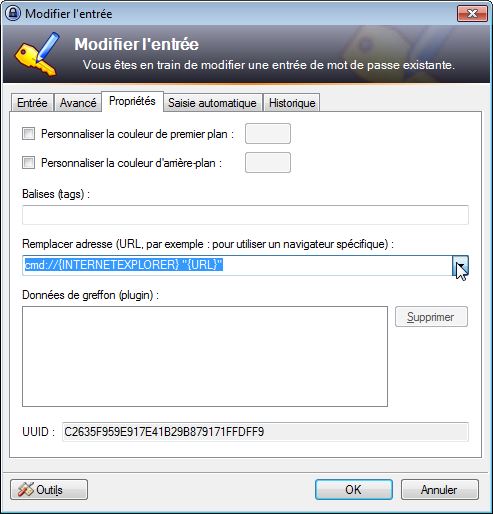 Modifier l'entrée
Modifier l'entrée
Vous êtes en train de modifier une entrée de mot de passe existante.
Entrée Avancé Propriétés Saisie automatique Historique
Personnaliser la couleur de premier plan :
Personnaliser la couleur d'arrière-plan :
Balises (tags) :
Remplacer adresse (URL, par exemple : pour utiliser un navigateur spécifique) :
cmd://{INTERNETEXPLORER} "{URL}"
Données de greffon (plugin) :
Supprimer
UUID : C2635F959E917E41B29B879171FFDFF9
Outils OK Annuler